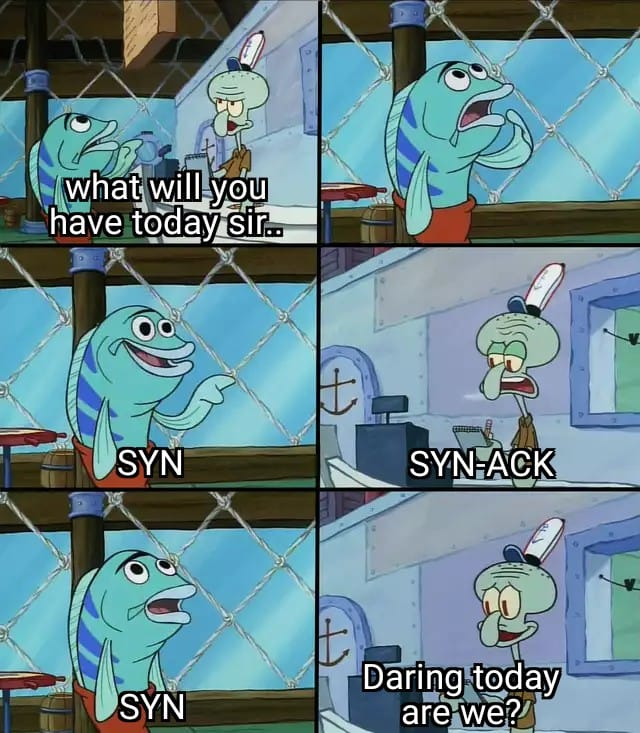 what will you
have today sir..
SYN
SYN-ACK
SYN
Daring today
are we?